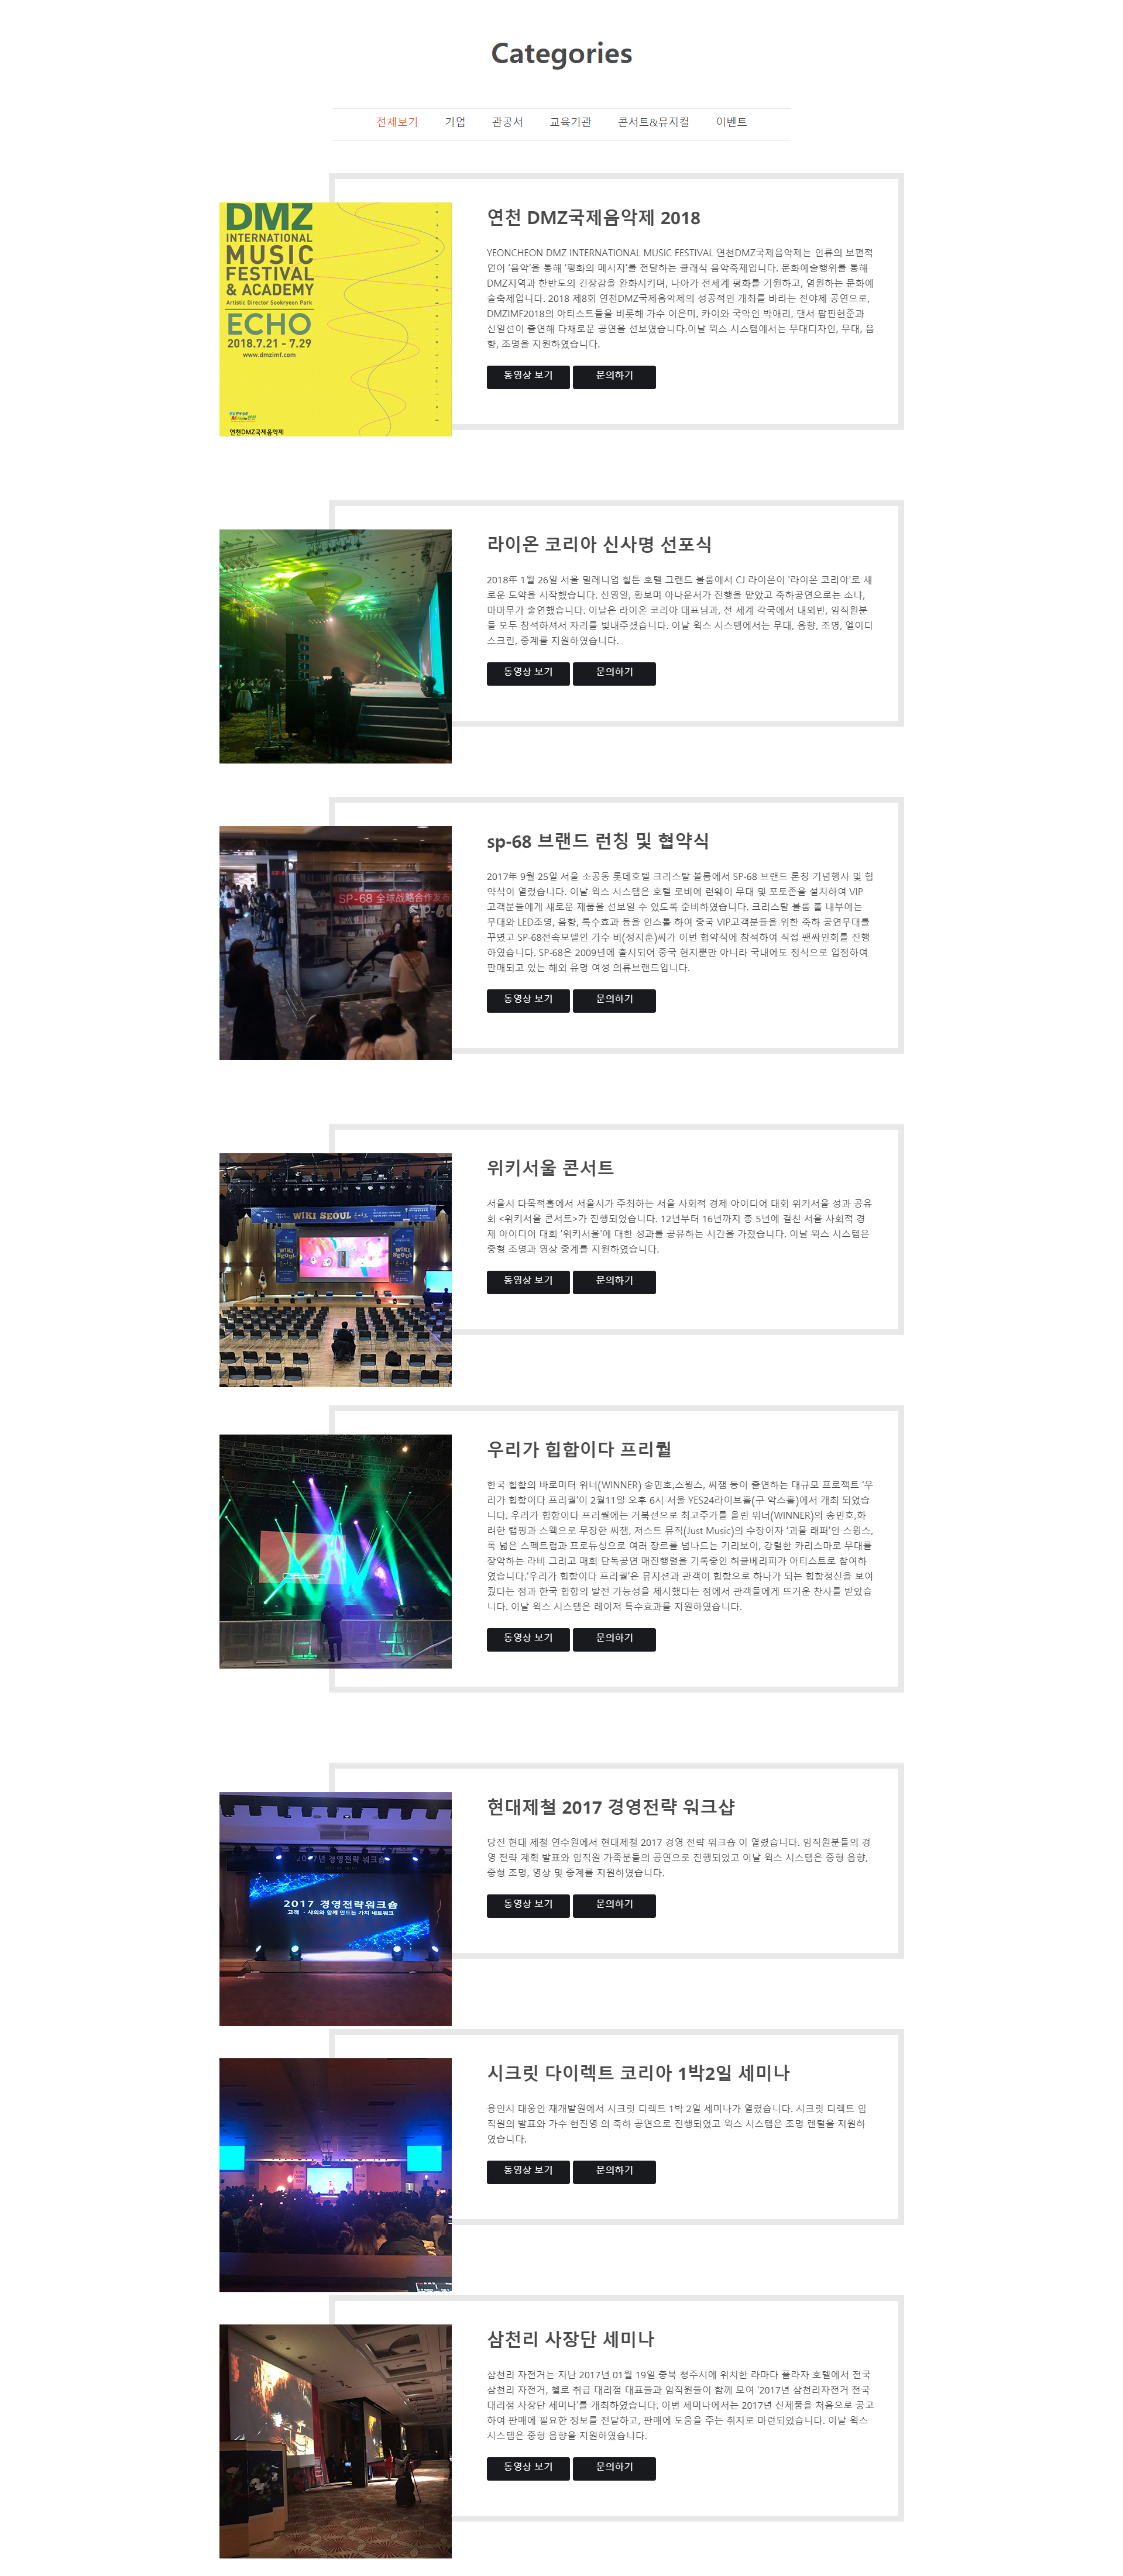 Categories
전체보기 기업 관공서 교육기관 콘서트&뮤지컬 이벤트
DMZ
INTERNATIONAL
MUSIC
FESTIVAL
& ACADEMY
Artistic Director Sookryeon Park
ECHO
2018.7.21 - 7.29
www.dmzimf.com
연천DMZ국제음악제
연천 DMZ국제음악제 2018
YEONCHEON DMZ INTERNATIONAL MUSIC FESTIVAL 연천DMZ국제음악제는 인류의 보편적
언어 '음악'을 통해 '평화의 메시지'를 전달하는 클래식 음악축제입니다. 문화예술행위를 통해
DMZ지역과 한반도의 긴장감을 완화시키며, 나아가 전세계 평화를 기원하고, 염원하는 문화예
술축제입니다. 2018 제8회 연천DMZ국제음악제의 성공적인 개최를 바라는 전야제 공연으로,
DMZIMF2018의 아티스트들을 비롯해 가수 이은미, 카이와 국악인 박애리, 댄서 팝핀현준과
신일선이 출연해 다채로운 공연을 선보였습니다.이날 윅스 시스템에서는 무대디자인, 무대, 음
향, 조명을 지원하였습니다.
동영상 보기 문의하기
라이온 코리아 신사명 선포식
2018年 1월 26일 서울 밀레니엄 힐튼 호텔 그랜드 볼룸에서 CJ 라이온이 '라이온 코리아'로 새
로운 도약을 시작했습니다. 신영일, 황보미 아나운서가 진행을 맡았고 축하공연으로는 소냐,
마마무가 출연했습니다. 이날은 라이온 코리아 대표님과, 전 세계 각국에서 내외빈, 임직원분
들 모두 참석하셔서 자리를 빛내주셨습니다. 이날 윅스 시스템에서는 무대, 음향, 조명, 엘이디
스크린, 중계를 지원하였습니다.
동영상 보기 문의하기
SP-68 全球战略合作发布
sp-68 브랜드 런칭 및 협약식
2017年 9월 25일 서울 소공동 롯데호텔 크리스탈 볼룸에서 SP-68 브랜드 론칭 기념행사 및 협
약식이 열렸습니다. 이날 윅스 시스템은 호텔 로비에 런웨이 무대 및 포토존을 설치하여 VIP
고객분들에게 새로운 제품을 선보일 수 있도록 준비하였습니다. 크리스탈 볼룸 홀 내부에는
무대와 LED조명, 음향, 특수효과 등을 인스톨 하여 중국 VIP고객분들을 위한 축하 공연무대를
꾸몄고 SP-68전속모델인 가수 비(정지훈)씨가 이번 협약식에 참석하여 직접 팬싸인회를 진행
하였습니다. SP-68은 2009년에 출시되어 중국 현지뿐만 아니라 국내에도 정식으로 입점하여
판매되고 있는 해외 유명 여성 의류브랜드입니다.
동영상 보기 문의하기
WIKI SEOUL 콘서트
WIKI
SEOUL
콘서트
WIKI
SEOUL
콘서트
위키서울 콘서트
서울시 다목적홀에서 서울시가 주최하는 서울 사회적 경제 아이디어 대회 위키서울 성과 공유
회 <위키서울 콘서트>가 진행되었습니다. 12년부터 16년까지 총 5년에 걸친 서울 사회적 경
제 아이디어 대회 '위키서울'에 대한 성과를 공유하는 시간을 가졌습니다. 이날 윅스 시스템은
중형 조명과 영상 중계를 지원하였습니다.
동영상 보기 문의하기
우리가 힙합이다 프리퀄
한국 힙합의 바로미터 위너(WINNER) 송민호,스윙스, 씨잼 등이 출연하는 대규모 프로젝트 '우
리가 힙합이다 프리퀄'이 2월11일 오후 6시 서울 YES24라이브홀(구 악스홀)에서 개최 되었습
니다. 우리가 힙합이다 프리퀄에는 거북선으로 최고주가를 올린 위너(WINNER)의 송민호,화
려한 랩핑과 스웩으로 무장한 씨잼, 저스트 뮤직(Just Music)의 수장이자 '괴물 래퍼'인 스윙스,
폭 넓은 스펙트럼과 프로듀싱으로 여러 장르를 넘나드는 기리보이, 강렬한 카리스마로 무대를
장악하는 라비 그리고 매회 단독공연 매진행렬을 기록중인 허클베리피가 아티스트로 참여하
였습니다.'우리가 힙합이다 프리퀄'은 뮤지션과 관객이 힙합으로 하나가 되는 힙합정신을 보여
줬다는 점과 한국 힙합의 발전 가능성을 제시했다는 점에서 관객들에게 뜨거운 찬사를 받았습
니다. 이날 윅스 시스템은 레이저 특수효과를 지원하였습니다.
동영상 보기 문의하기
2017년 경영전략 워크숍
2017 경영전략워크숍
고객 · 사회와 함께 만드는 가치 네트워크
현대제철 2017 경영전략 워크샵
당진 현대 제철 연수원에서 현대제철 2017 경영 전략 워크숍 이 열렸습니다. 임직원분들의 경
영 전략 계획 발표와 임직원 가족분들의 공연으로 진행되었고 이날 윅스 시스템은 중형 음향,
중형 조명, 영상 및 중계를 지원하였습니다.
동영상 보기 문의하기
시크릿 다이렉트 코리아 1박2일 세미나
용인시 대웅인 재개발원에서 시크릿 디렉트 1박 2일 세미나가 열렸습니다. 시크릿 디렉트 임
직원의 발표와 가수 현진영 의 축하 공연으로 진행되었고 윅스 시스템은 조명 렌털을 지원하
였습니다.
동영상 보기 문의하기
삼천리 사장단 세미나
삼천리 자전거는 지난 2017년 01월 19일 충북 청주시에 위치한 라마다 플라자 호텔에서 전국
삼천리 자전거, 첼로 취급 대리점 대표들과 임직원들이 함께 모여 '2017년 삼천리자전거 전국
대리점 사장단 세미나'를 개최하였습니다. 이번 세미나에서는 2017년 신제품을 처음으로 공고
하여 판매에 필요한 정보를 전달하고, 판매에 도움을 주는 취지로 마련되었습니다. 이날 윅스
시스템은 중형 음향을 지원하였습니다.
동영상 보기 문의하기